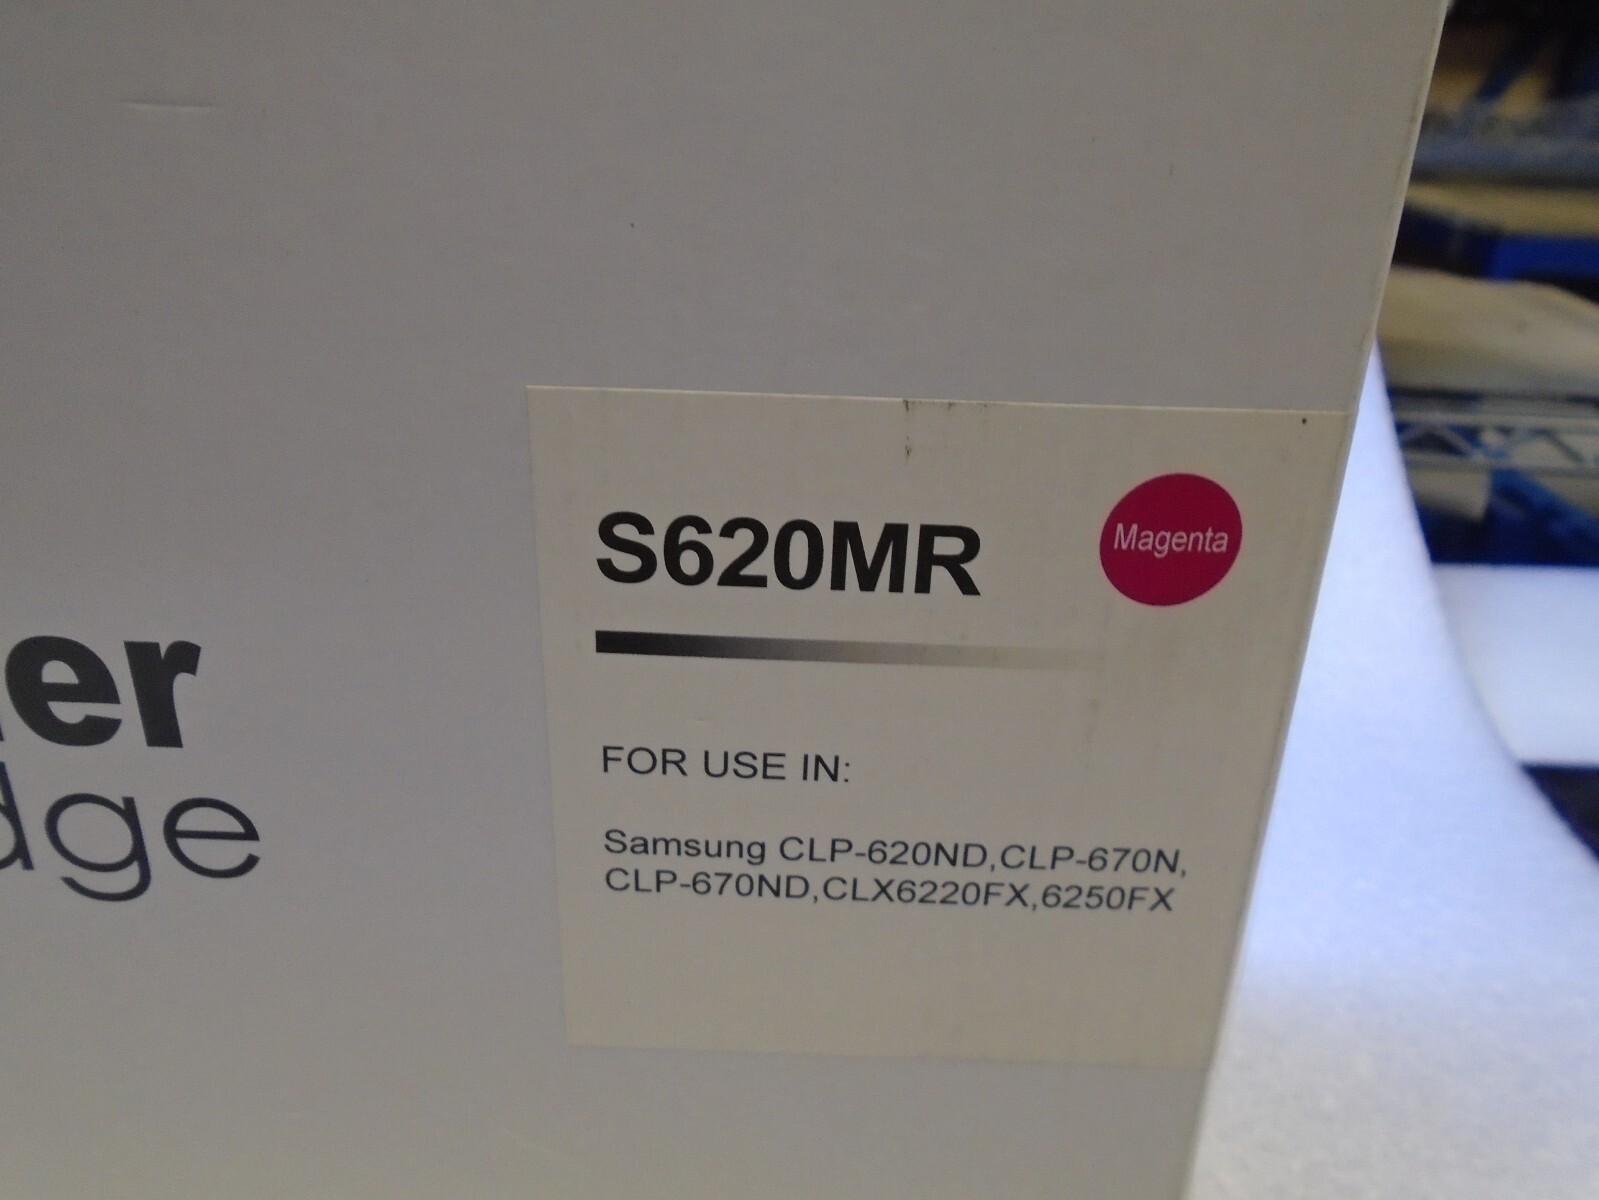 er
dge
S620MR
Magenta
FOR USE IN:
Samsung CLP-620ND,CLP-670N,
CLP-670ND,CLX6220FX,6250FX